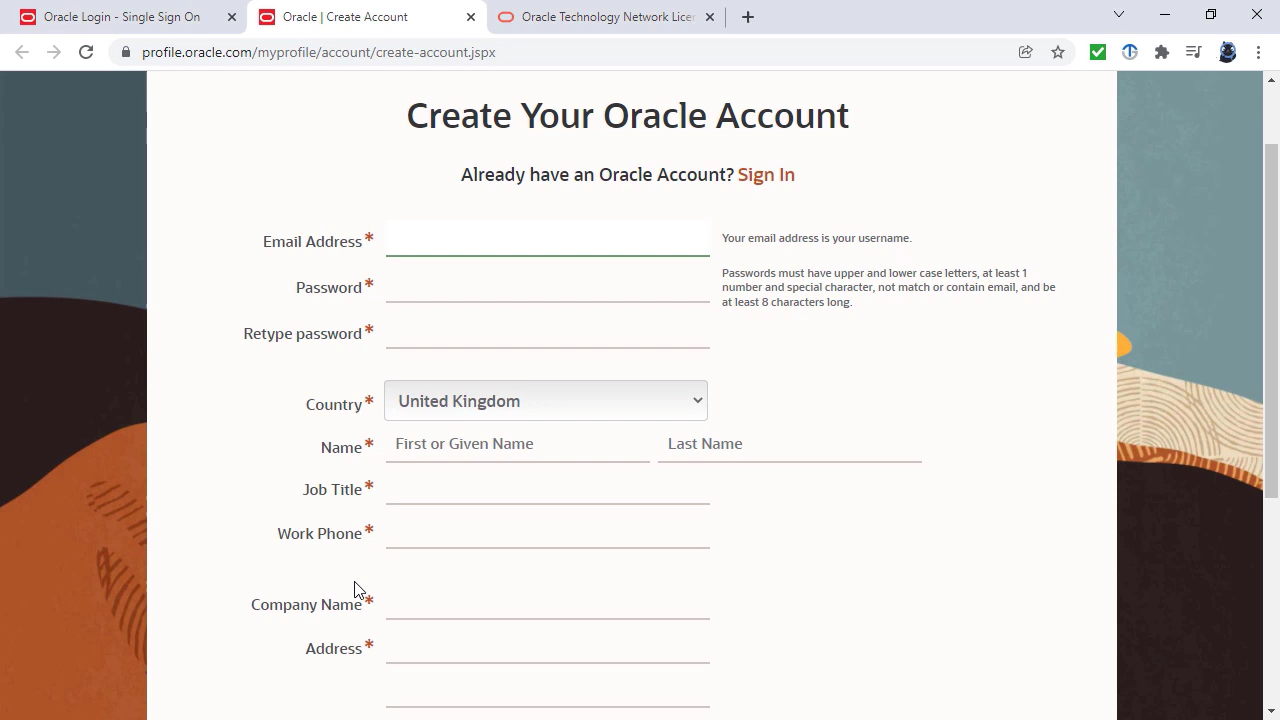 Oracle Login - Single Sign On
Oracle | Create Account
Oracle Technology Network Licen
profile.oracle.com/myprofile/account/create-account.jspx
Create Your Oracle Account
Already have an Oracle Account? Sign In
Email Address*
Your email address is your username.
Password*
Passwords must have upper and lower case letters, at least 1
number and special character, not match or contain email, and be
at least 8 characters long.
Retype password*
Country*
United Kingdom
Name*
First or Given Name
Last Name
Job Title*
Work Phone*
Company Name*
Address*